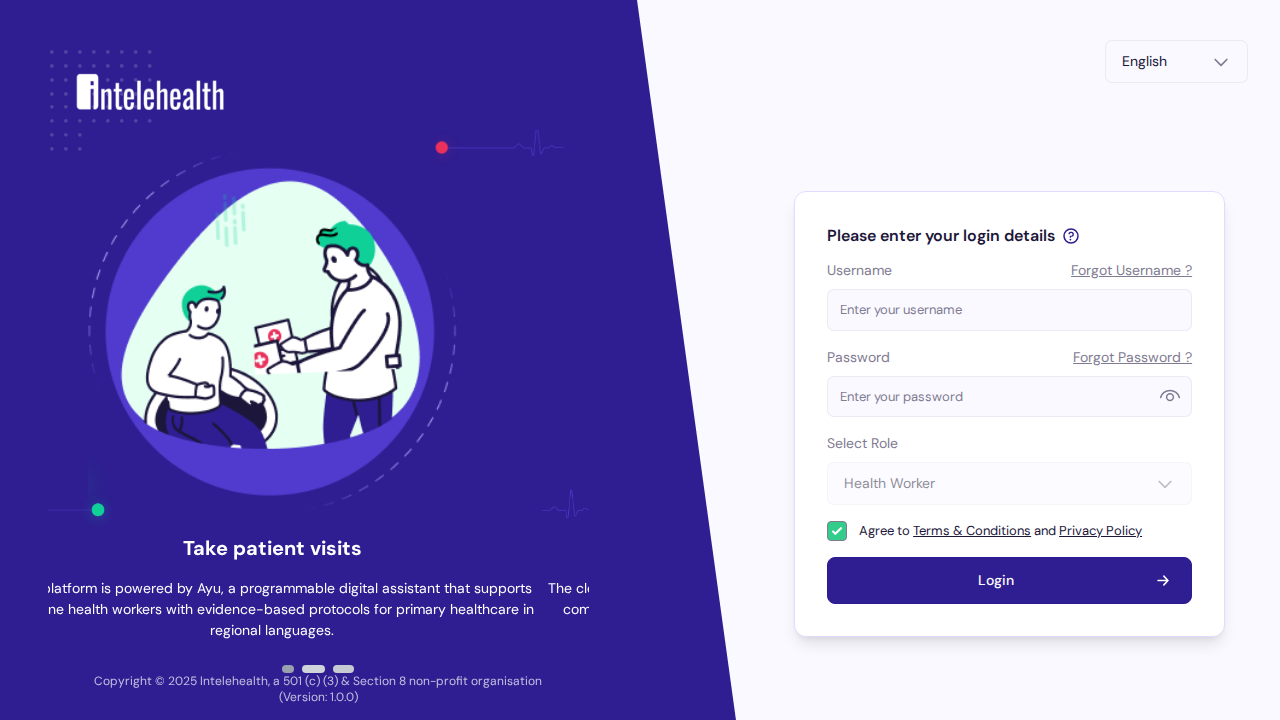 intelehealth
English
Please enter your login details
Username
Forgot Username ?
Enter your username
Password
Forgot Password ?
Enter your password
Select Role
Health Worker
Agree to Terms & Conditions and Privacy Policy
Login
Take patient visits
platform is powered by Ayu, a programmable digital assistant that supports
health workers with evidence-based protocols for primary healthcare in
regional languages.
The
Copyright © 2025 Intelehealth, a 501 (c) (3) & Section 8 non-profit organisation
(Version: 1.0.0)